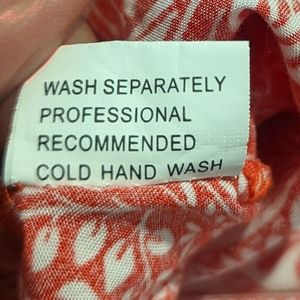 WASH SEPARATELY
PROFESSIONAL
RECOMMENDED
COLD HAND WASH